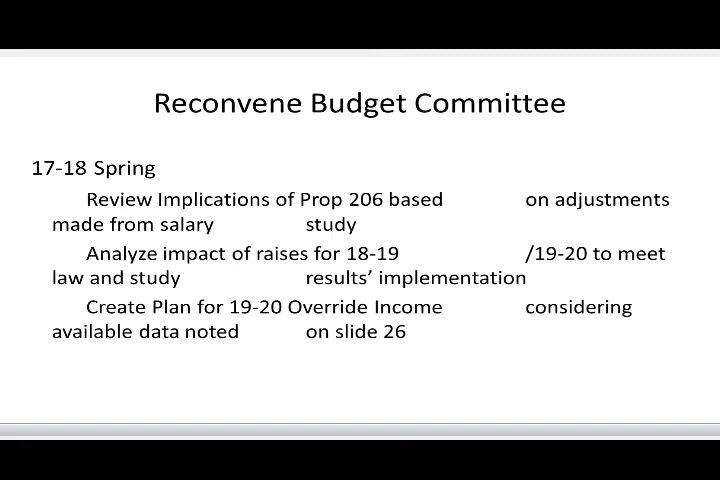 Reconvene Budget Committee
17-18 Spring
Review Implications of Prop 206 based on adjustments
made from salary study
Analyze impact of raises for 18-19 /19-20 to meet
law and study results’ implementation
Create Plan for 19-20 Override Income considering
available data noted on slide 26